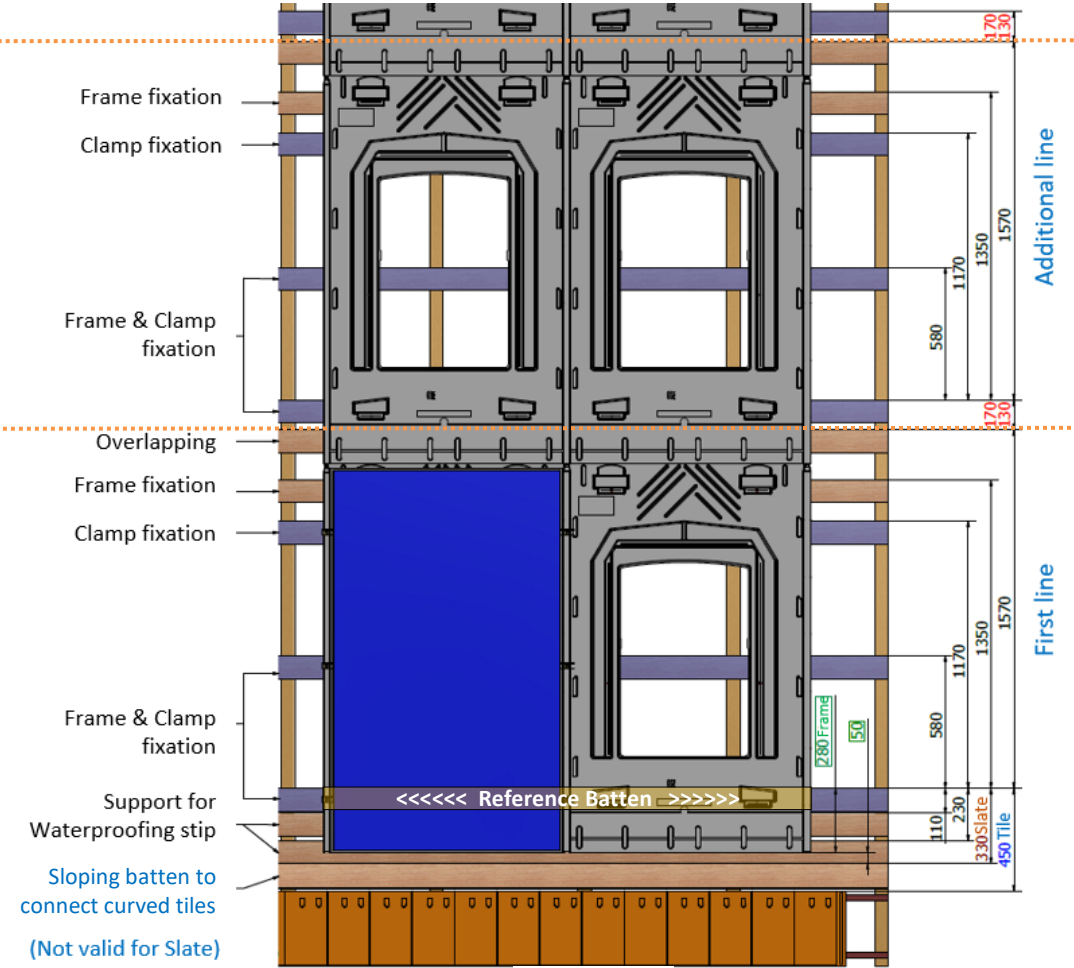 170
130
Frame fixation
Clamp fixation
1570
1350
1170
580
Additional line
Frame & Clamp
fixation
170
130
Overlapping
Frame fixation
Clamp fixation
1570
1350
1170
580
First line
280 Frame
50
Frame & Clamp
fixation
<<<<<< Reference Batten >>>>>>
Support for
Waterproofing stip
110
230
330 Slate
450 Tile
Sloping batten to
connect curved tiles
(Not valid for Slate)